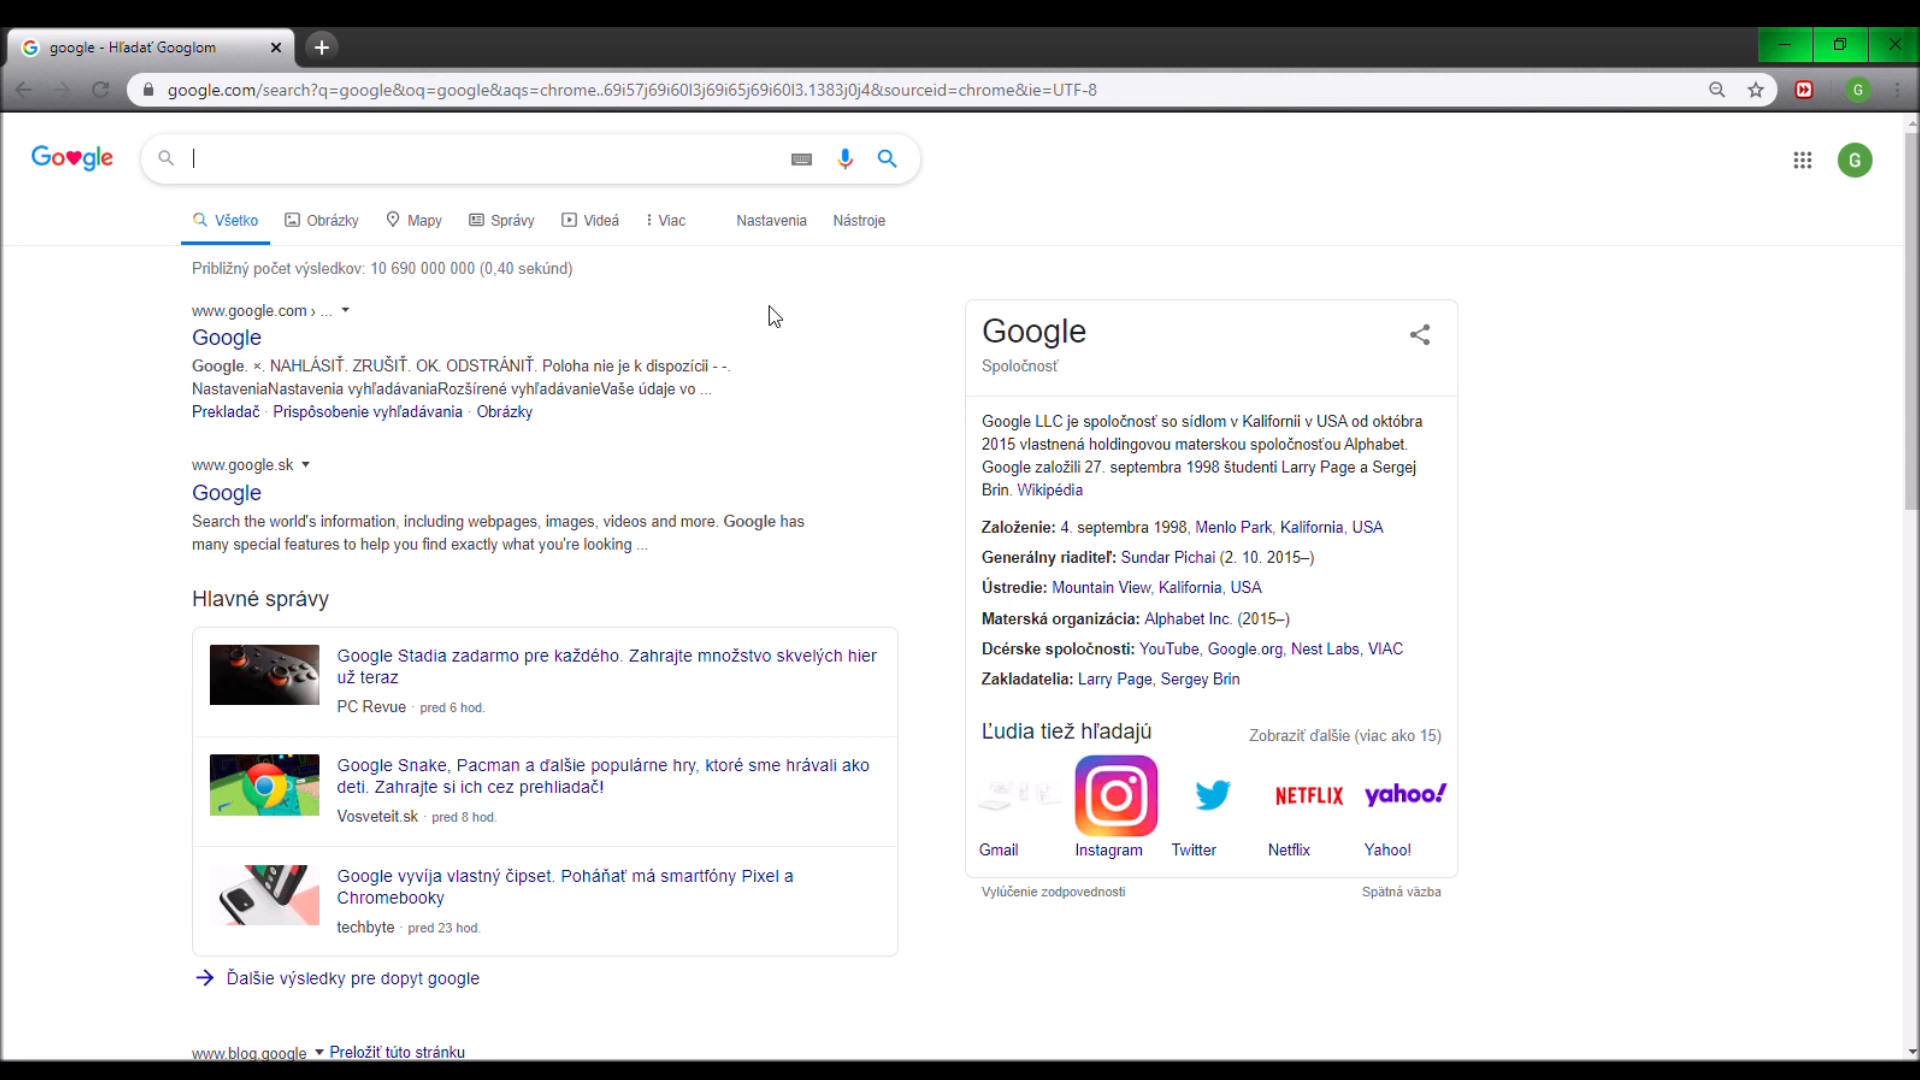 google - Hľadať Googlom
google.com/search?q=google&oq=google&aqs=chrome..69i57j69i60l3j69i65j69i60l3.1383j0j4&sourceid=chrome&ie=UTF-8
G
Google
G
Všetko Obrázky Mapy Správy Videá Viac Nastavenia Nástroje
Približný počet výsledkov: 10 690 000 000 (0,40 sekúnd)
www.google.com › ...
Google
Google. ×. NAHLÁSIŤ. ZRUŠIŤ. OK. ODSTRÁNIŤ. Poloha nie je k dispozícii - -.
NastaveniaNastavenia vyhľadávaniaRozšírené vyhľadávanieVaše údaje vo ...
Prekladač · Prispôsobenie vyhľadávania · Obrázky
www.google.sk
Google
Search the world's information, including webpages, images, videos and more. Google has
many special features to help you find exactly what you're looking ...
Hlavné správy
Google Stadia zadarmo pre každého. Zahrajte množstvo skvelých hier
už teraz
PC Revue · pred 6 hod.
Google Snake, Pacman a ďalšie populárne hry, ktoré sme hrávali ako
deti. Zahrajte si ich cez prehliadač!
Vosveteit.sk · pred 8 hod.
Google vyvíja vlastný čipset. Poháňať má smartfóny Pixel a
Chromebooky
techbyte · pred 23 hod.
Ďalšie výsledky pre dopyt google
www.blog.google Preložiť túto stránku
Google
Spoločnosť
Google LLC je spoločnosť so sídlom v Kalifornii v USA od októbra
2015 vlastnená holdingovou materskou spoločnosťou Alphabet.
Google založili 27. septembra 1998 študenti Larry Page a Sergej
Brin. Wikipédia
Založenie: 4. septembra 1998, Menlo Park, Kalifornia, USA
Generálny riaditeľ: Sundar Pichai (2. 10. 2015–)
Ústredie: Mountain View, Kalifornia, USA
Materská organizácia: Alphabet Inc. (2015–)
Dcérske spoločnosti: YouTube, Google.org, Nest Labs, VIAC
Zakladatelia: Larry Page, Sergey Brin
Ľudia tiež hľadajú
Zobraziť ďalšie (viac ako 15)
NETFLIX yahoo!
Gmail Instagram Twitter Netflix Yahoo!
Vylúčenie zodpovednosti Spätná väzba